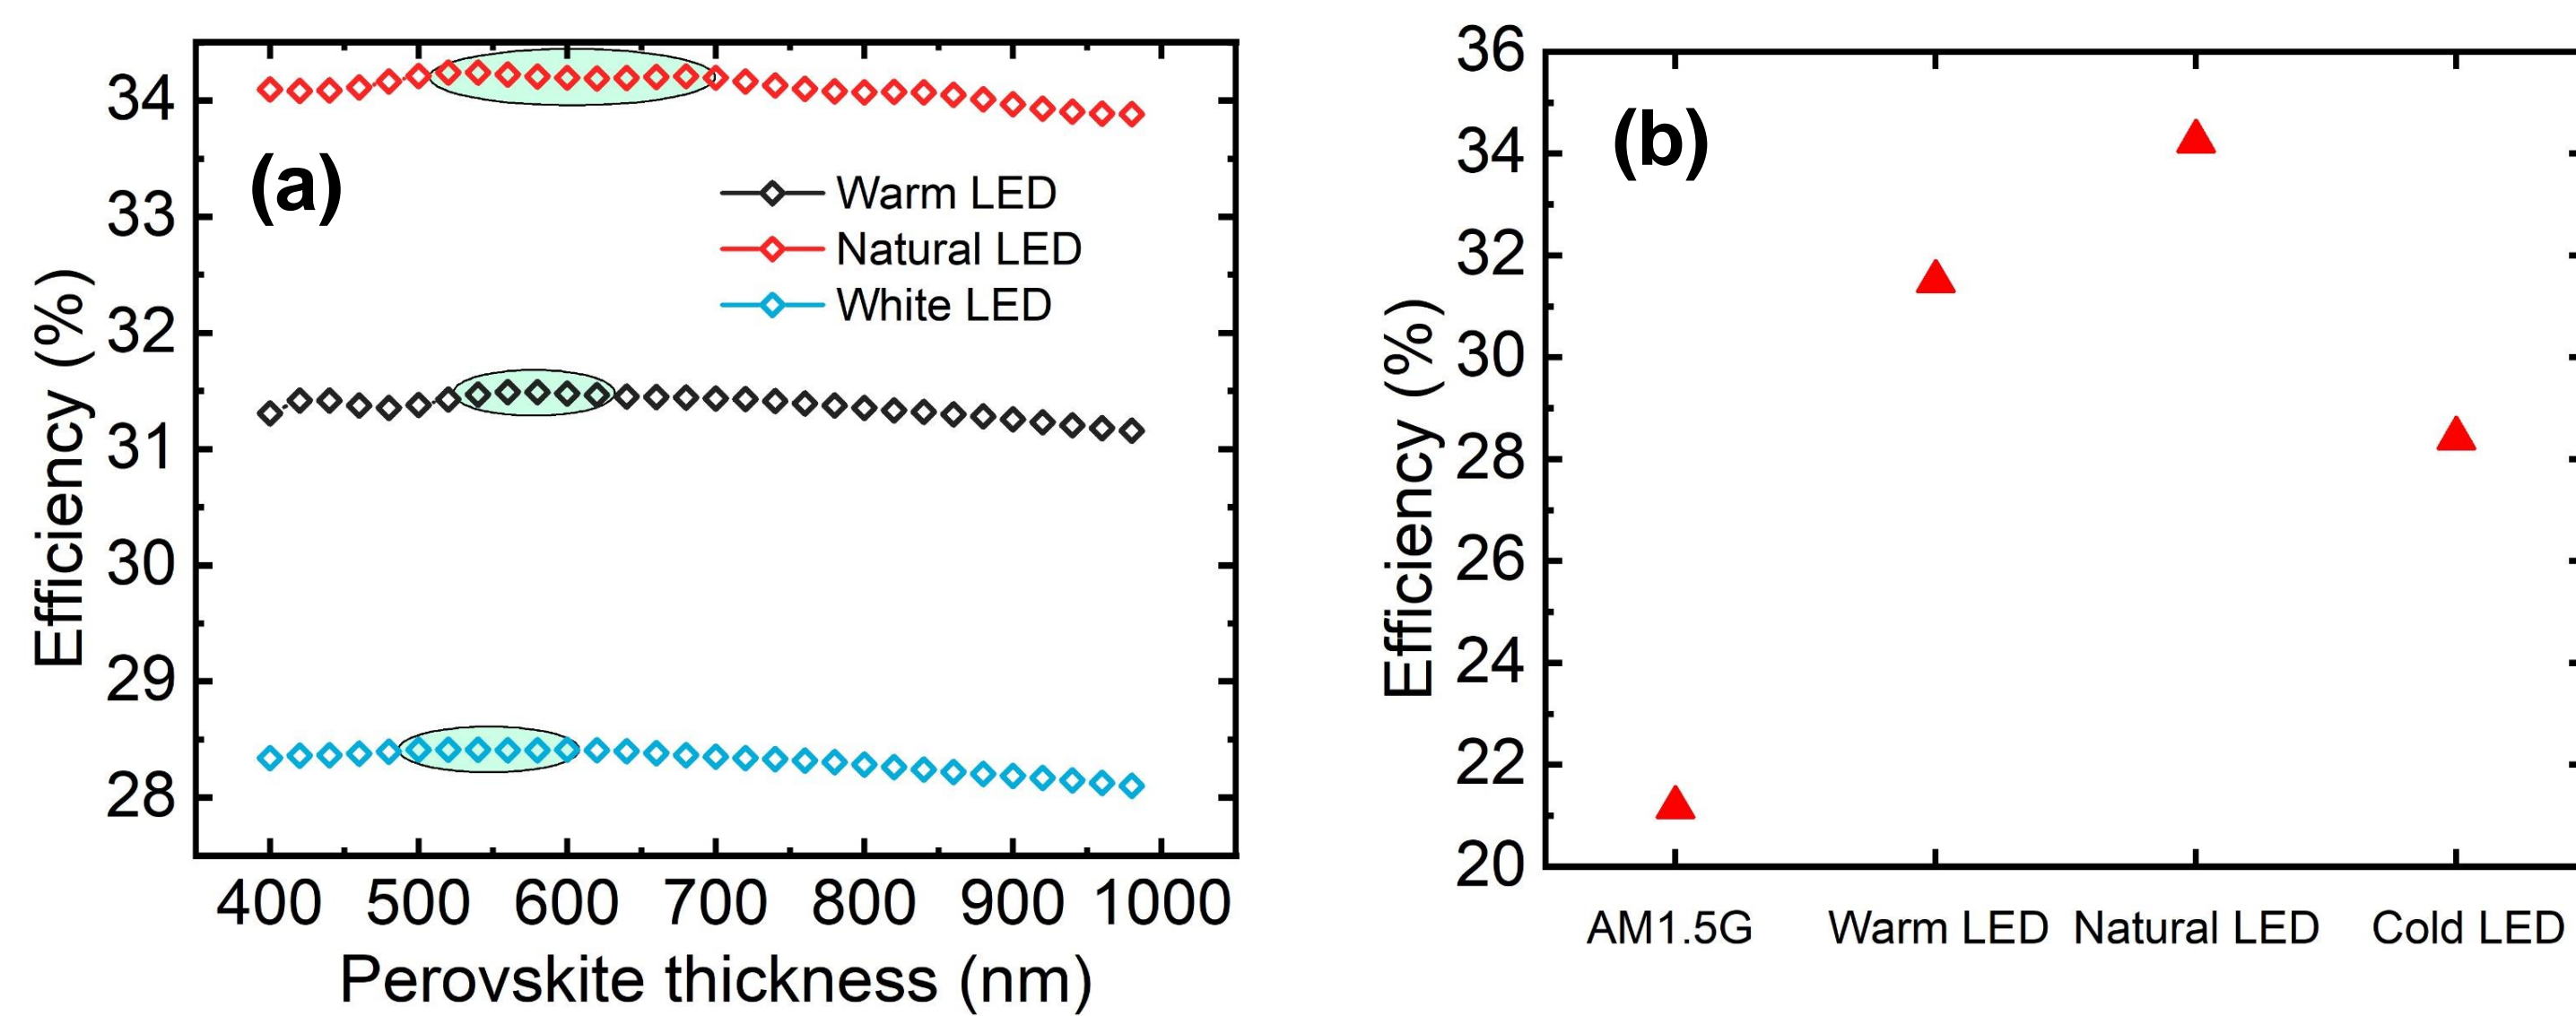 (a)
Efficiency (%)
34
33
32
31
30
29
28
Warm LED
Natural LED
White LED
400 500 600 700 800 900 1000
Perovskite thickness (nm)
(b)
Efficiency (%)
36
34
32
30
28
26
24
22
20
AM1.5G Warm LED Natural LED Cold LED